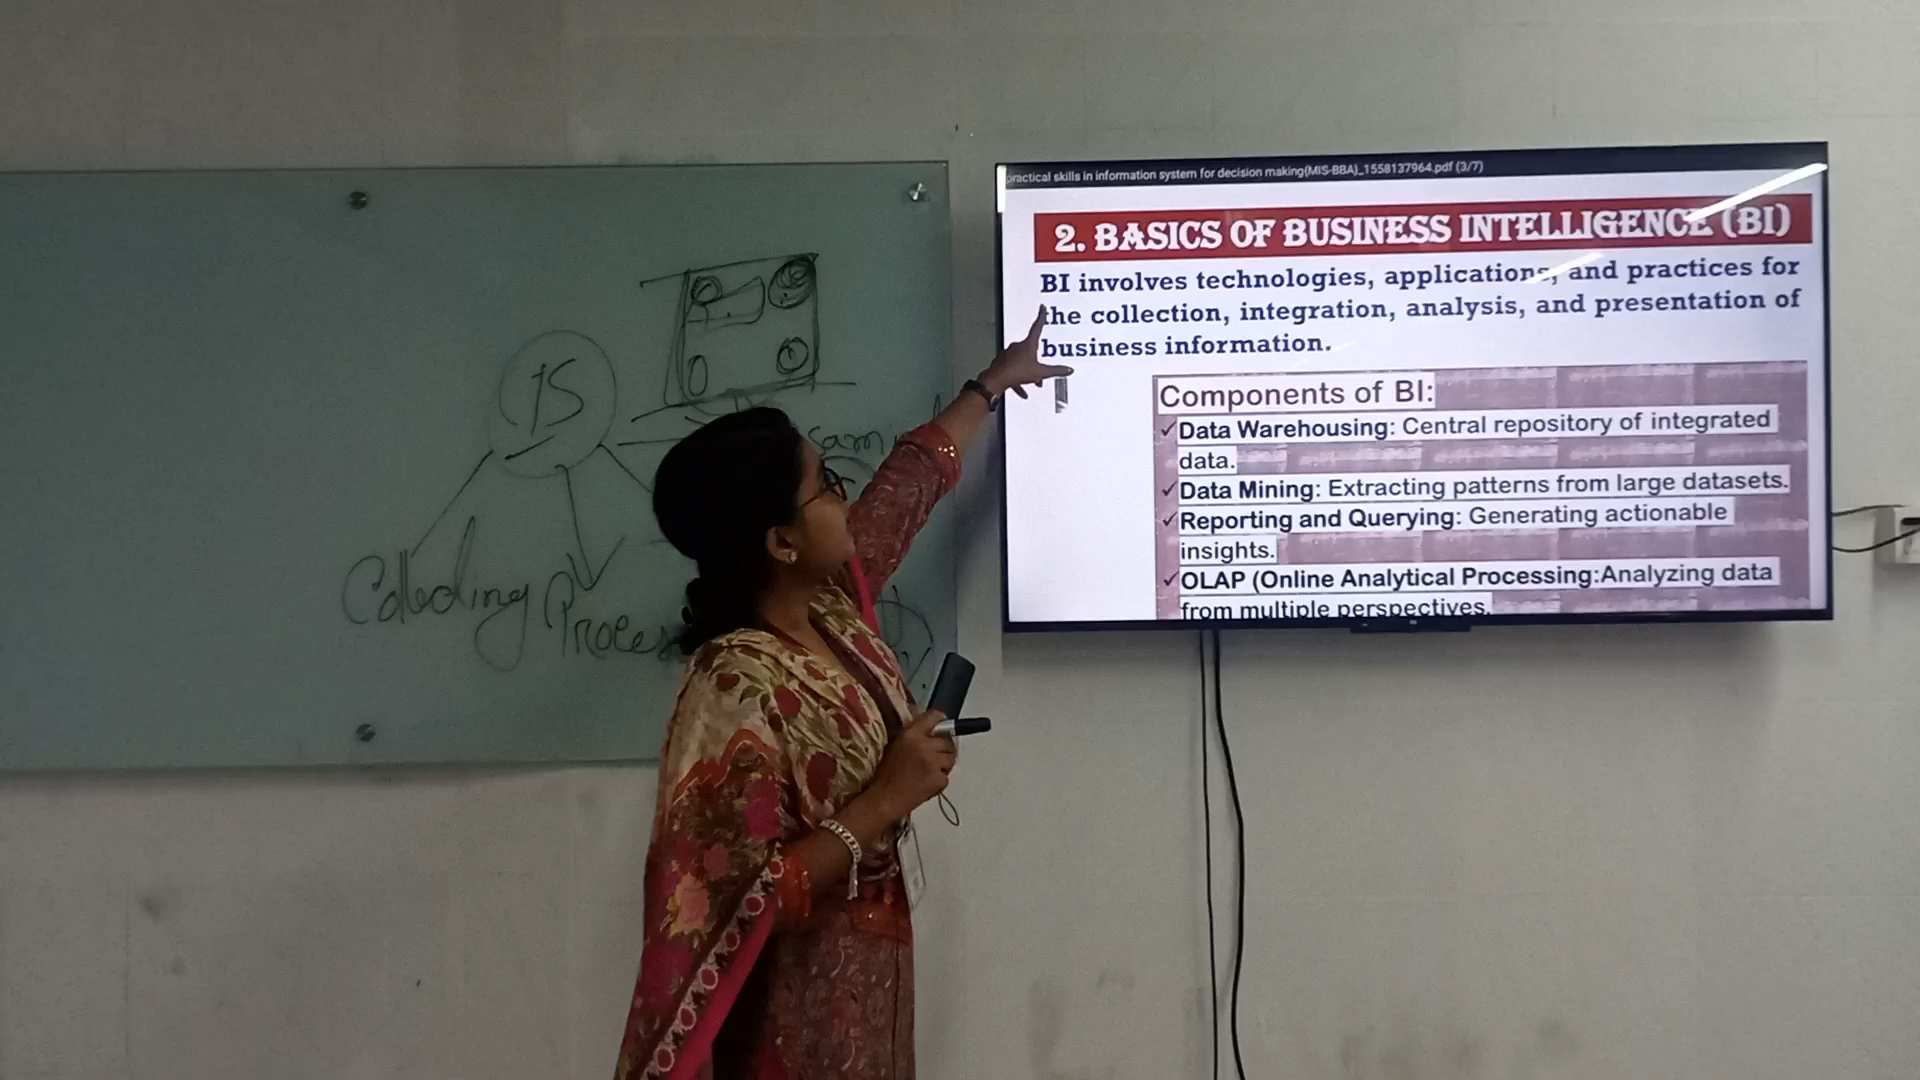 IS
Processi
practical skills in information system for decision making(MIS-BBA)_1558137964.pdf (3/7)
2. BASICS OF BUSINESS INTELLIGENCE (BI)
BI involves technologies, applications, and practices for
the collection, integration, analysis, and presentation of
business information.
Components of BI:
✓Data Warehousing: Central repository of integrated
data.
✓Data Mining: Extracting patterns from large datasets.
✓Reporting and Querying: Generating actionable
insights.
✓OLAP (Online Analytical Processing:Analyzing data
from multiple perspectives.